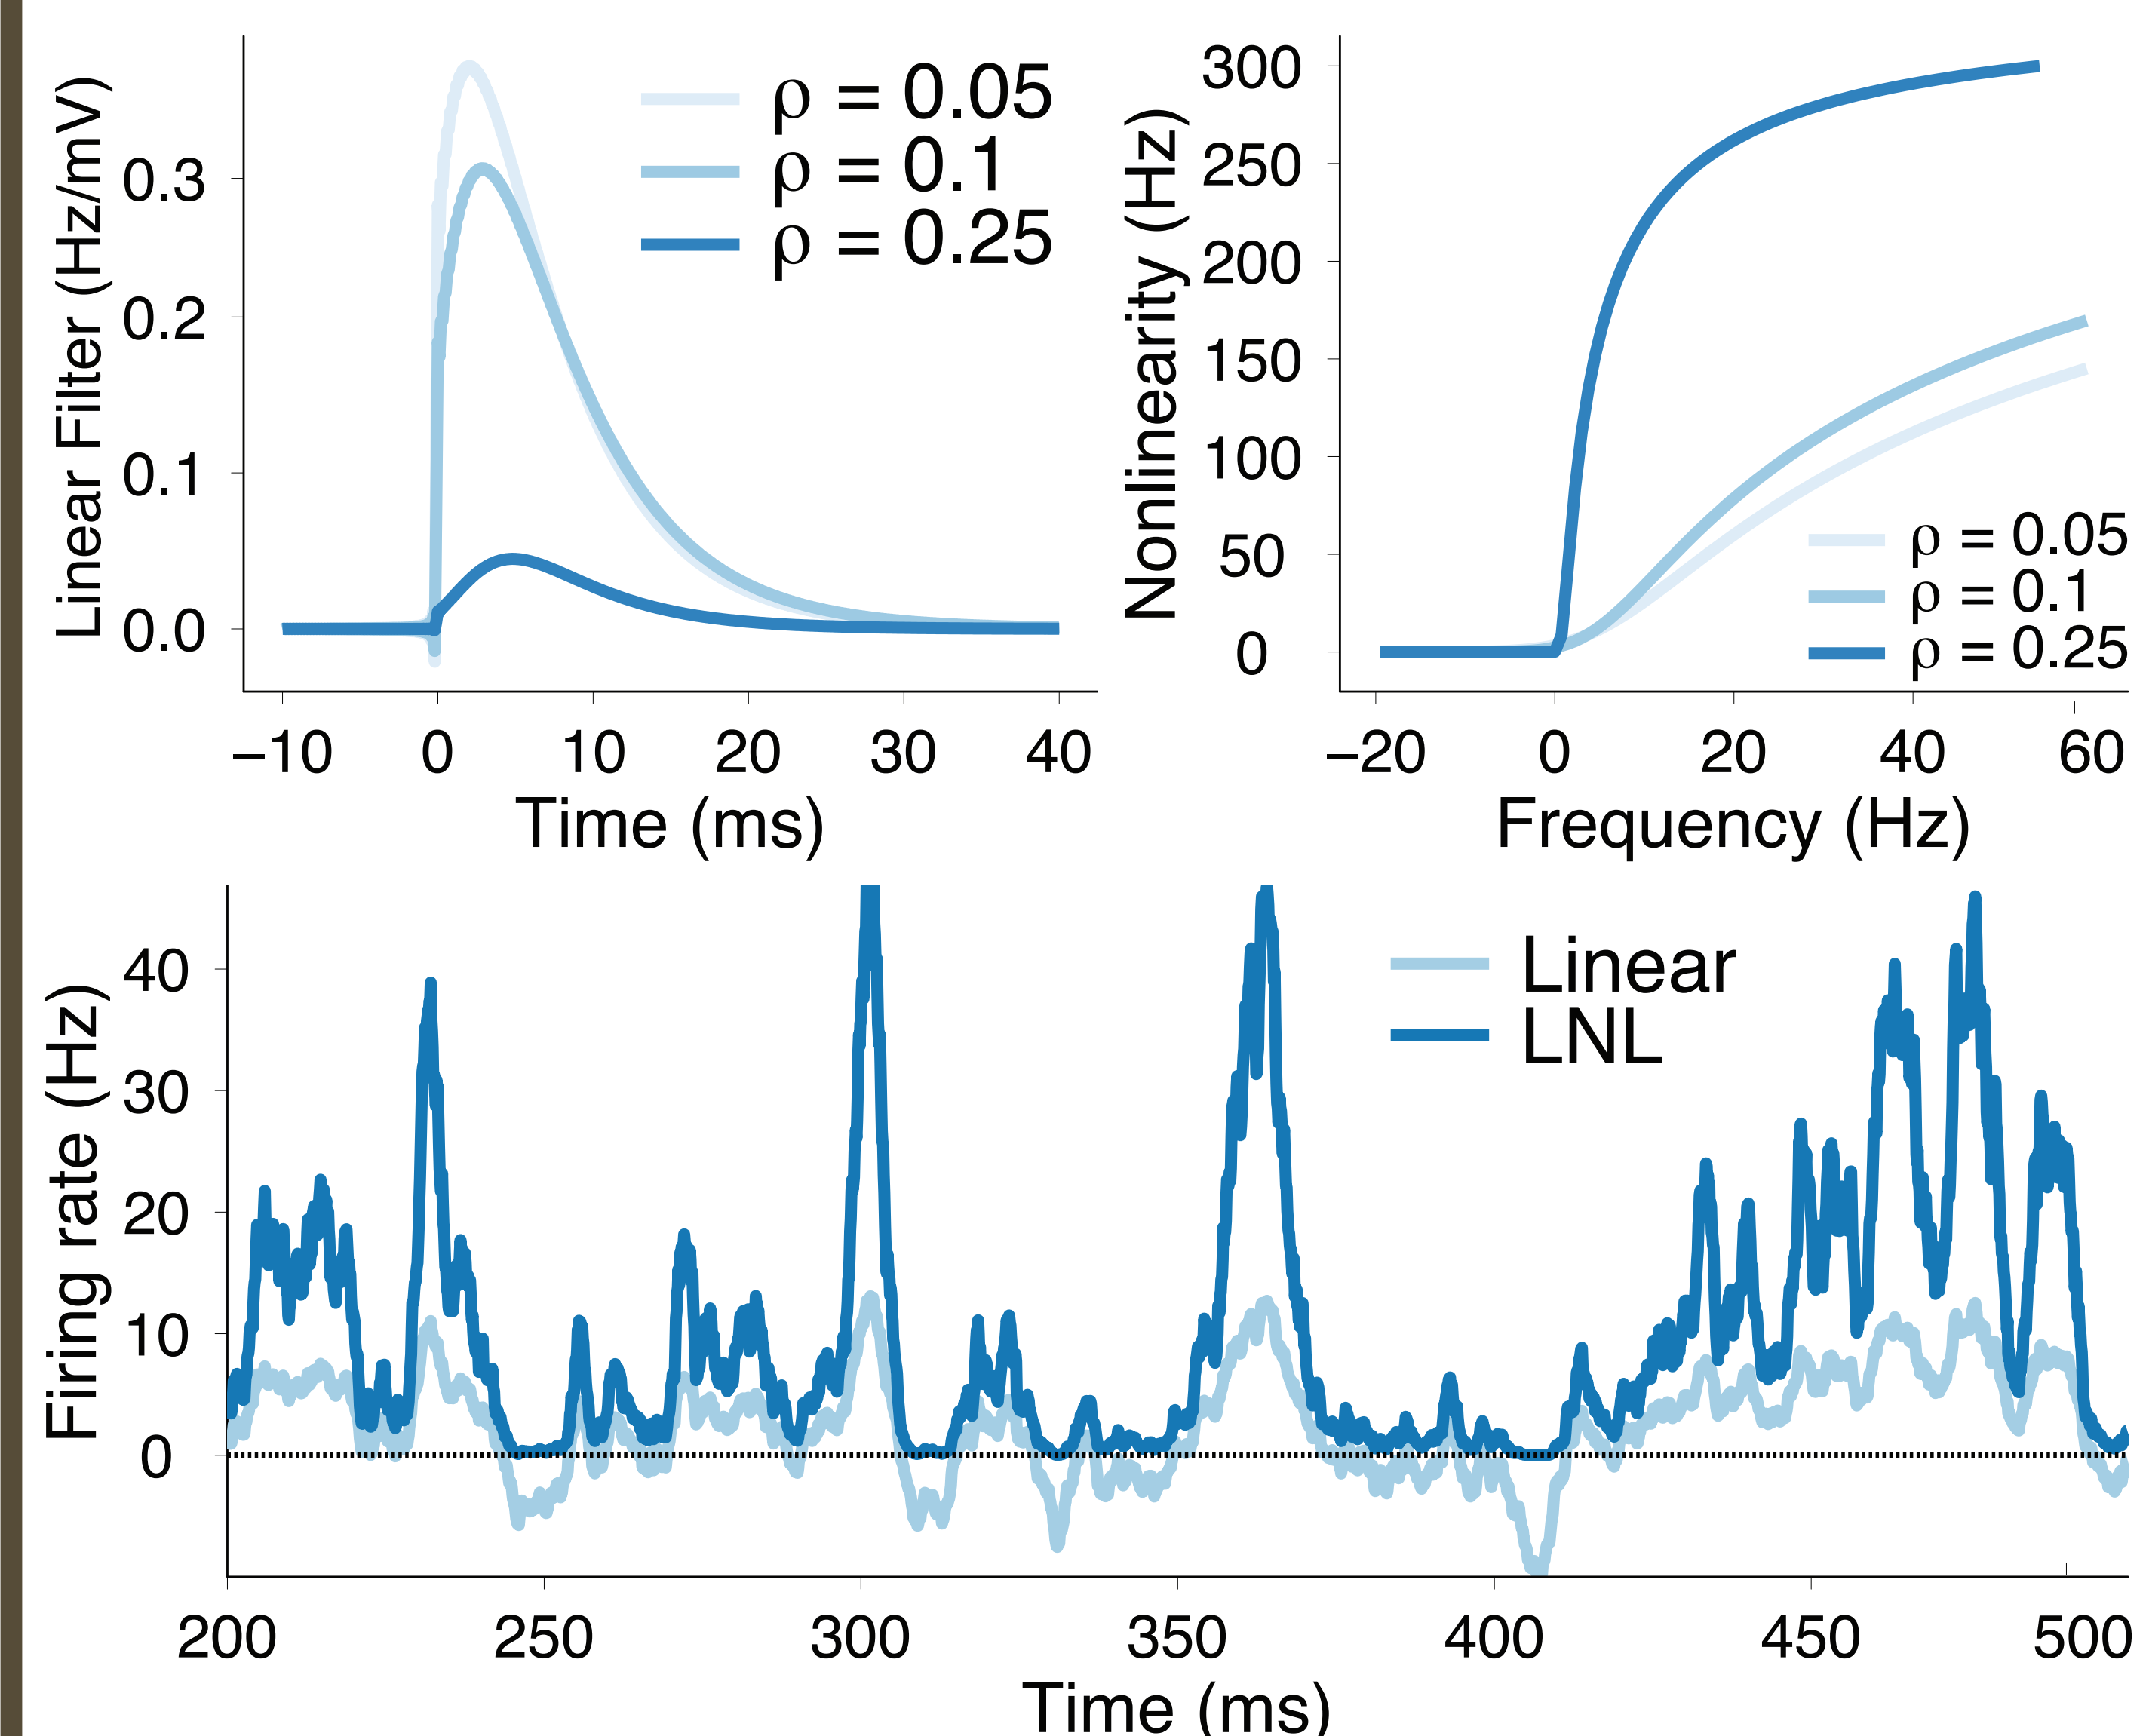 Linear Filter (Hz/mV)
0.3
0.2
0.1
0.0
ρ = 0.05
ρ = 0.1
ρ = 0.25
−10 0 10 20 30 40
Time (ms)
Nonlinearity (Hz)
300
250
200
150
100
50
0
ρ = 0.05
ρ = 0.1
ρ = 0.25
−20 0 20 40 60
Frequency (Hz)
Firing rate (Hz)
40
30
20
10
0
Linear
LNL
200 250 300 350 400 450 500
Time (ms)